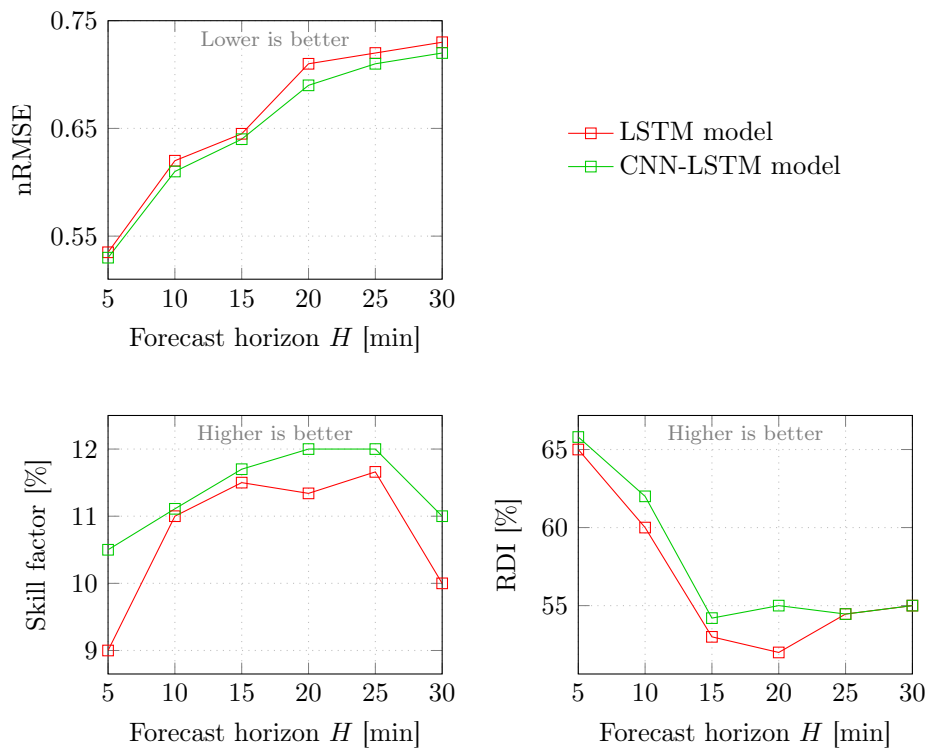 0.75
0.65
0.55
nRMSE
Lower is better
5 10 15 20 25 30
Forecast horizon H [min]
LSTM model
CNN-LSTM model
12
11
10
9
Skill factor [%]
Higher is better
5 10 15 20 25 30
Forecast horizon H [min]
65
60
55
RDI [%]
Higher is better
5 10 15 20 25 30
Forecast horizon H [min]